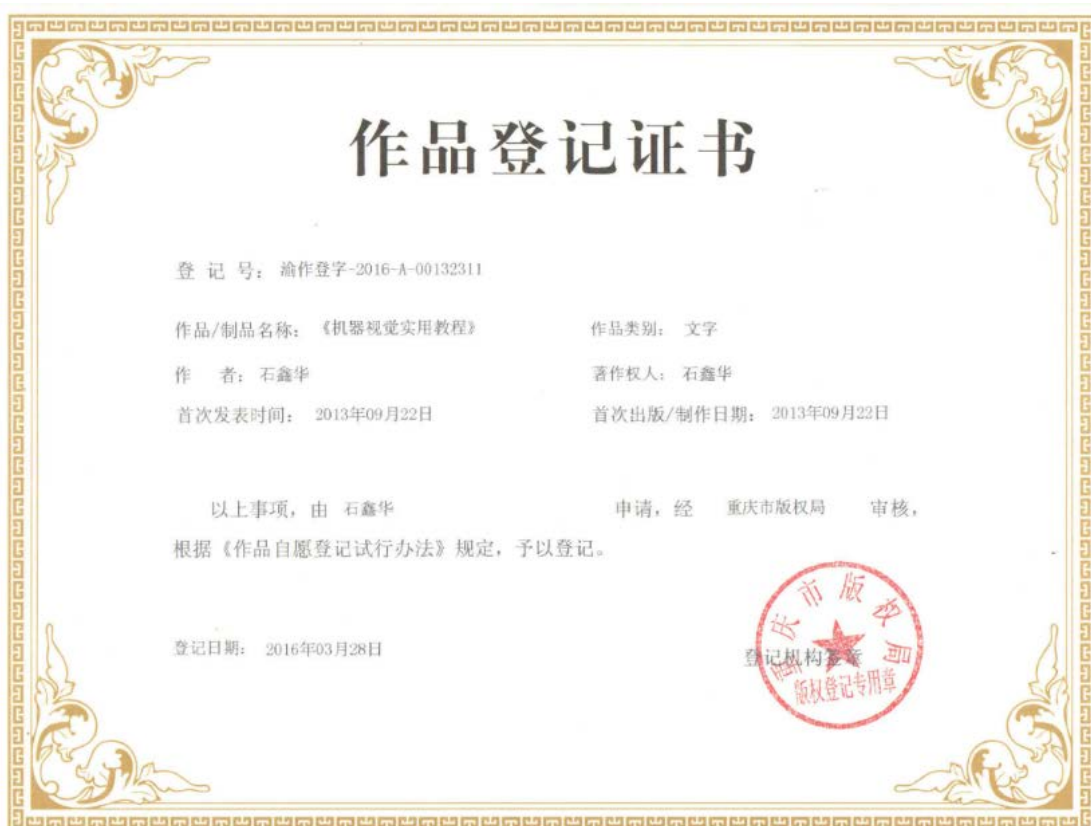 作品登记证书
登 记 号: 渝作登字-2016-A-00132311
作品/制品名称: 《机器视觉实用教程》 作品类别: 文字
作 者: 石鑫华 著作权人: 石鑫华
首次发表时间: 2013年09月22日 首次出版/制作日期: 2013年09月22日
以上事项, 由 石鑫华 申请, 经 重庆市版权局 审核,
根据《作品自愿登记试行办法》规定, 予以登记。
登记日期: 2016年03月28日 登记机构签章
重庆市版权局
版权登记专用章